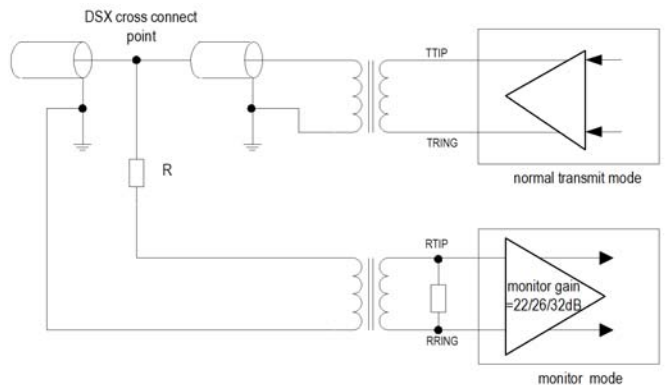 DSX cross connect
point
TTIP
TRING
normal transmit mode
R
RTIP
monitor gain
=22/26/32dB
RRING
monitor mode